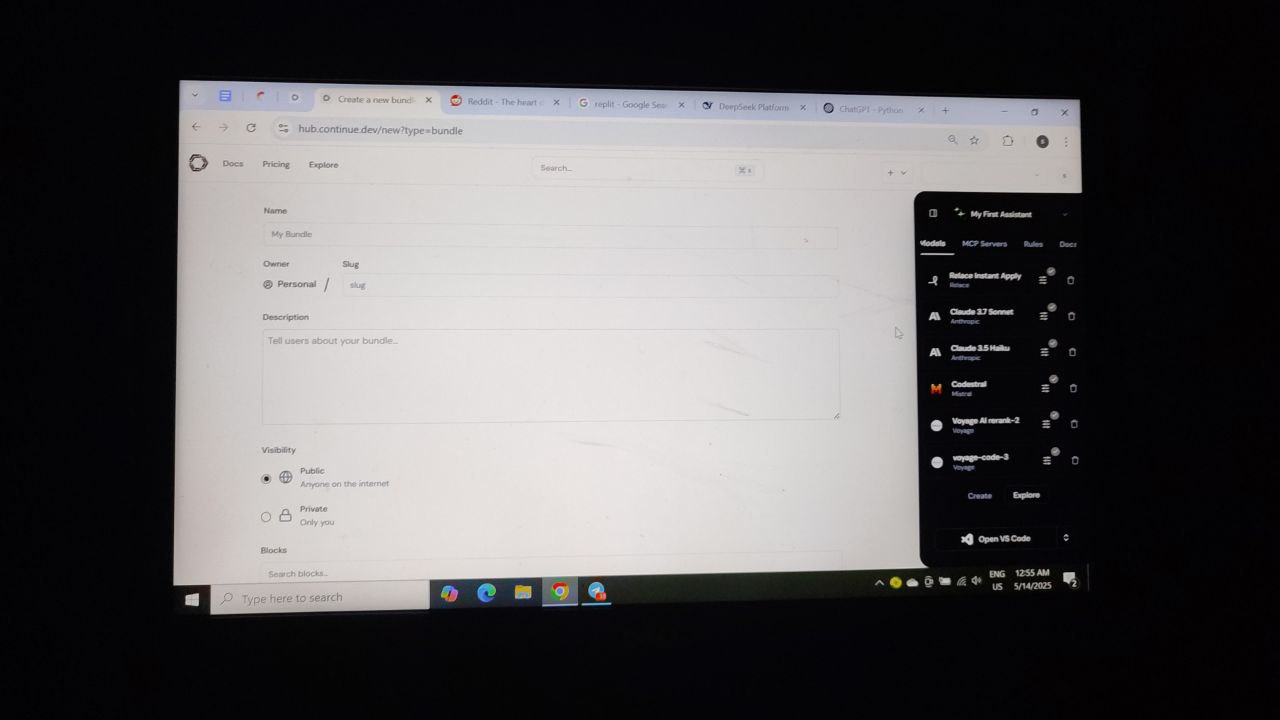 Create a new bundl
Reddit - The heart o
replit - Google Sea
DeepSeek Platform
ChatGPT - Python
hub.continue.dev/new?type=bundle
Docs
Pricing
Explore
Search...
⌘ K
Name
My Bundle
Owner
Slug
Personal /
slug
Description
Tell users about your bundle...
Visibility
Public
Anyone on the internet
Private
Only you
Blocks
Search blocks...
My First Assistant
Models
MCP Servers
Rules
Docs
Relace Instant Apply
Relace
Claude 3.7 Sonnet
Anthropic
Claude 3.5 Haiku
Anthropic
Codestral
Mistral
Voyage AI rerank-2
Voyage
voyage-code-3
Voyage
Create
Explore
Open VS Code
Type here to search
ENG
US
12:55 AM
5/14/2025
2